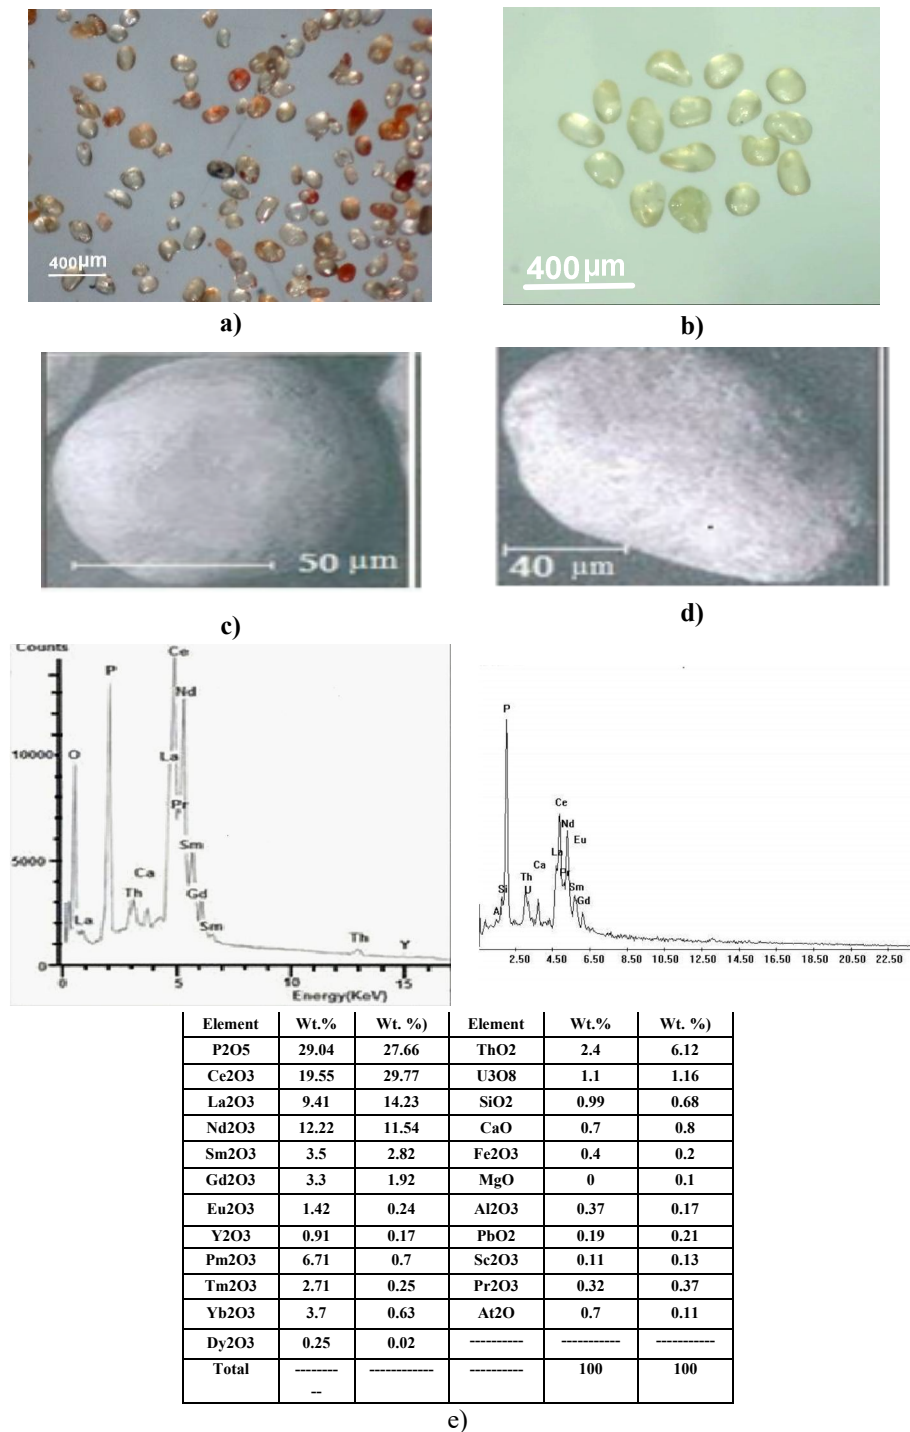 400μm
400μm
a)
b)
50 μm
40 μm
c)
d)
Counts
10000
5000
0
O
La
P
Th
Ca
La
Ce
Nd
Pr
Sm
Gd
Sm
Th
Y
0 5 10 15
Energy(KeV)
P
Al
Si
Th
U
Ca
La
Ce
Nd
Pr
Eu
Sm
Gd
2.50 4.50 6.50 8.50 10.50 12.50 14.50 16.50 18.50 20.50 22.50
Element Wt.% Wt. %) Element Wt.% Wt. %)
P2O5 29.04 27.66 ThO2 2.4 6.12
Ce2O3 19.55 29.77 U3O8 1.1 1.16
La2O3 9.41 14.23 SiO2 0.99 0.68
Nd2O3 12.22 11.54 CaO 0.7 0.8
Sm2O3 3.5 2.82 Fe2O3 0.4 0.2
Gd2O3 3.3 1.92 MgO 0 0.1
Eu2O3 1.42 0.24 Al2O3 0.37 0.17
Y2O3 0.91 0.17 PbO2 0.19 0.21
Pm2O3 6.71 0.7 Sc2O3 0.11 0.13
Tm2O3 2.71 0.25 Pr2O3 0.32 0.37
Yb2O3 3.7 0.63 At2O 0.7 0.11
Dy2O3 0.25 0.02 ---------- ----------- -----------
Total -------- ------------ ---------- 100 100
--
e)